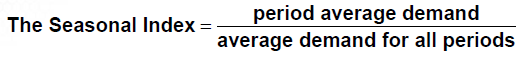 The Seasonal Index = period average demand / average demand for all periods